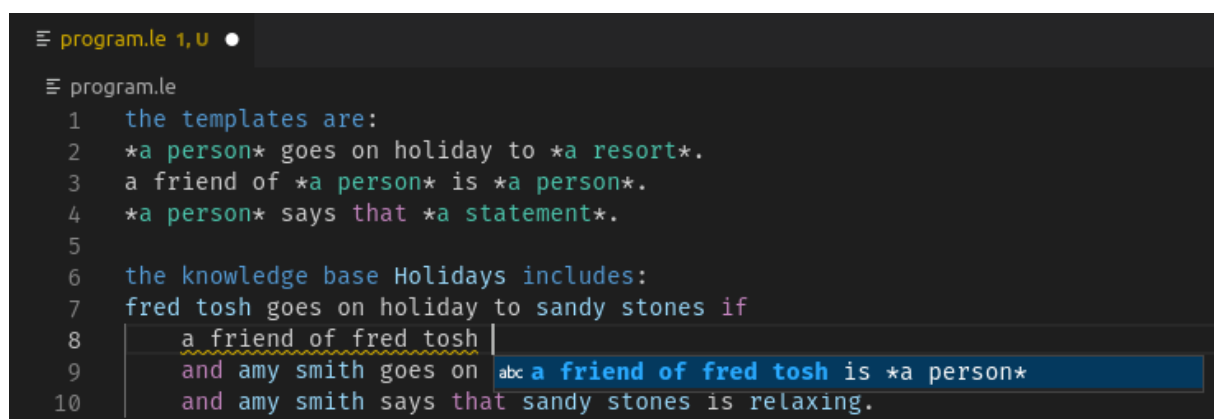 program.le 1, U
program.le
1 the templates are:
2 *a person* goes on holiday to *a resort*.
3 a friend of *a person* is *a person*.
4 *a person* says that *a statement*.
5
6 the knowledge base Holidays includes:
7 fred tosh goes on holiday to sandy stones if
8 a friend of fred tosh
9 and amy smith goes on abc a friend of fred tosh is *a person*
10 and amy smith says that sandy stones is relaxing.